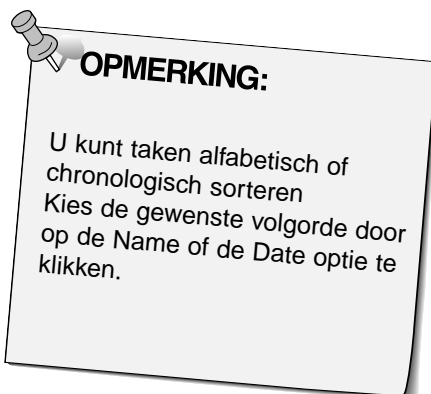 OPMERKING:
U kunt taken alfabetisch of
chronologisch sorteren
Kies de gewenste volgorde door
op de Name of de Date optie te
klikken.